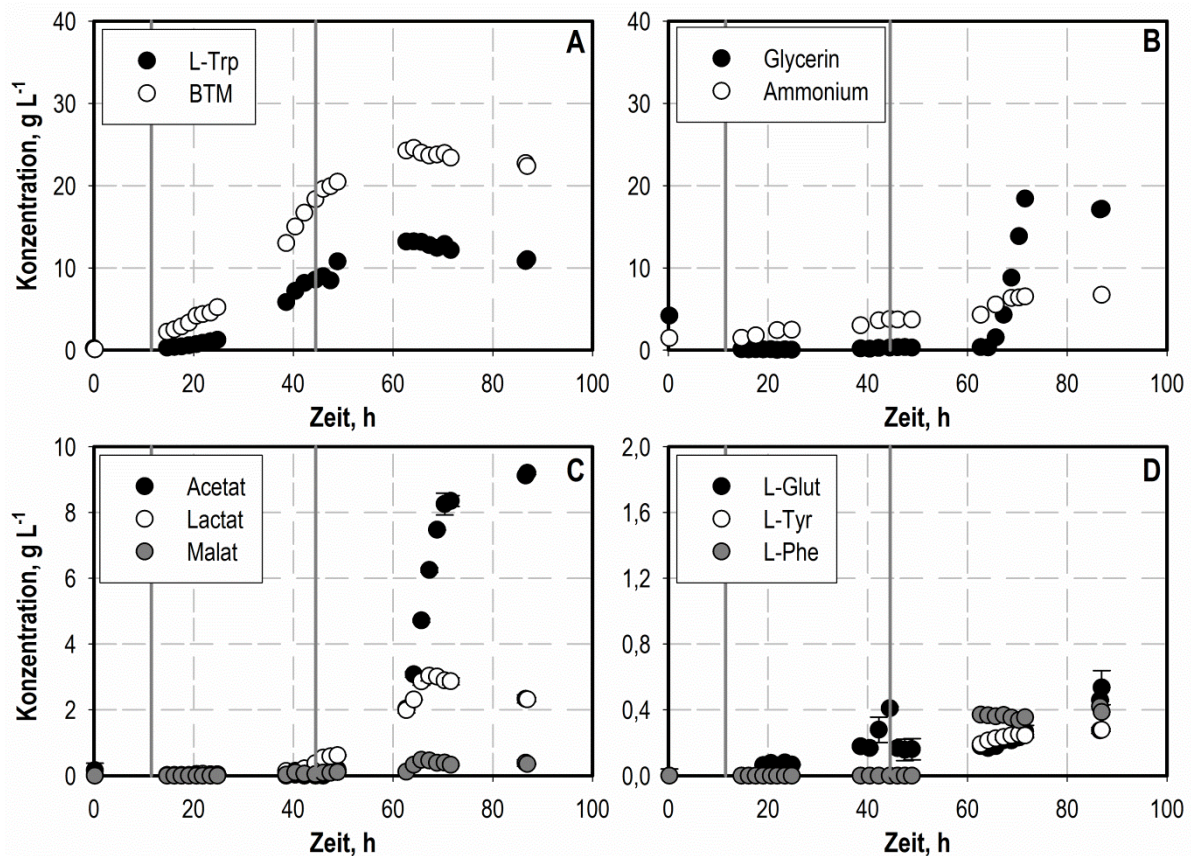 A
L-Trp
BTM
40
30
20
10
0
0 20 40 60 80 100
Konzentration, g L-1
Zeit, h
B
Glycerin
Ammonium
40
30
20
10
0
0 20 40 60 80 100
Zeit, h
C
Acetat
Lactat
Malat
10
8
6
4
2
0
0 20 40 60 80 100
Konzentration, g L-1
Zeit, h
D
L-Glut
L-Tyr
L-Phe
2,0
1,6
1,2
0,8
0,4
0,0
0 20 40 60 80 100
Zeit, h